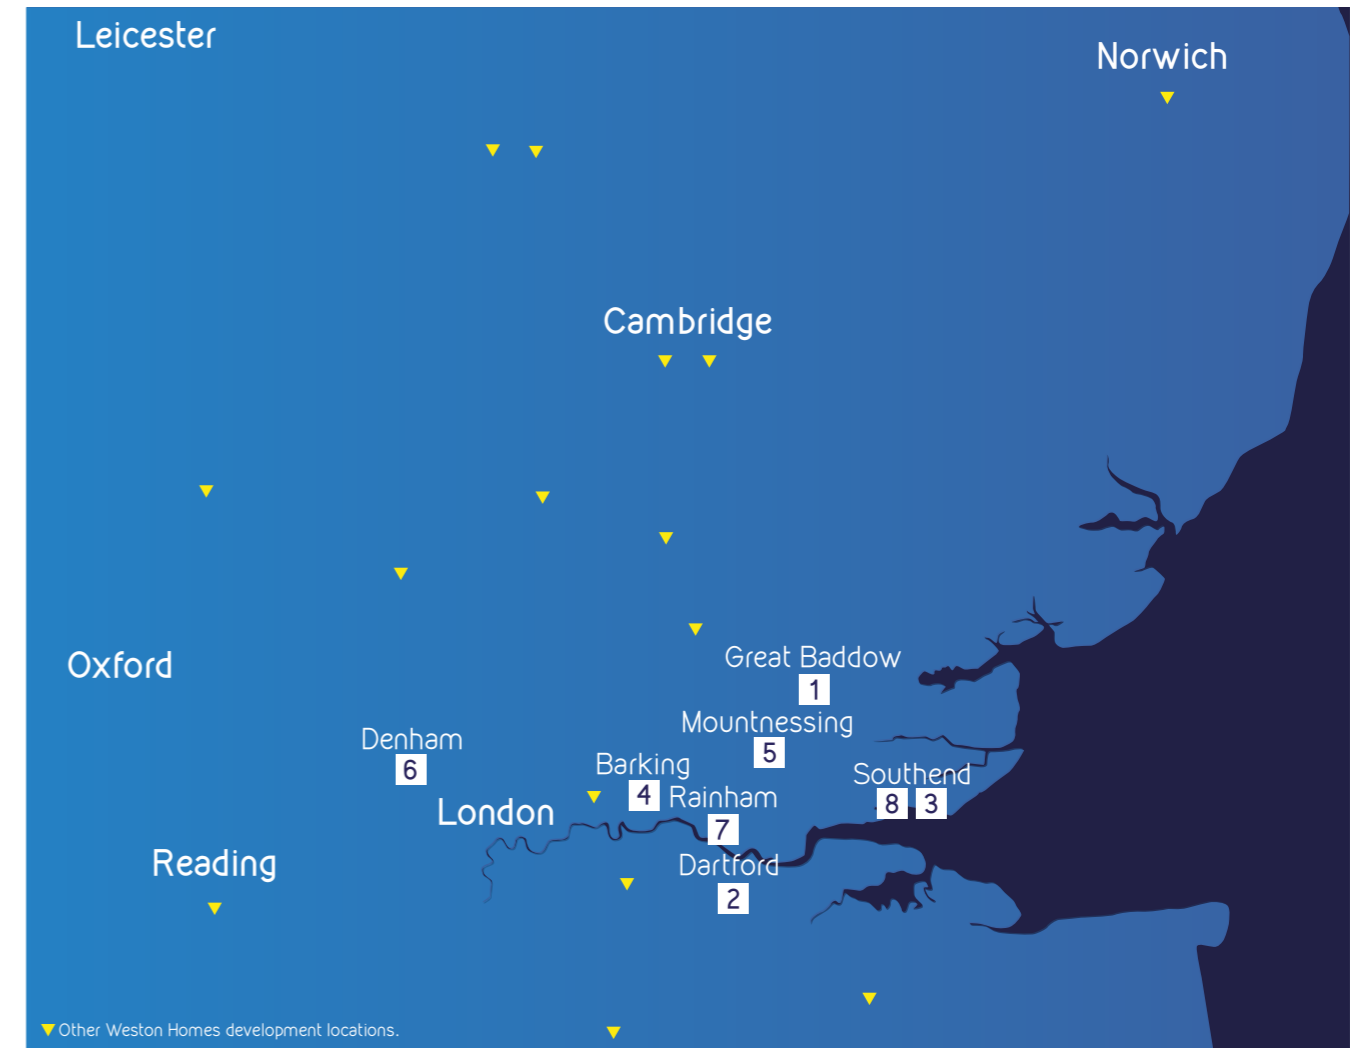 Leicester
Norwich
Cambridge
Great Baddow
1
Oxford
Mountnessing
5
Denham
6
Barking
4
Southend
8 3
Rainham
7
London
Reading
Dartford
2
Other Weston Homes development locations.